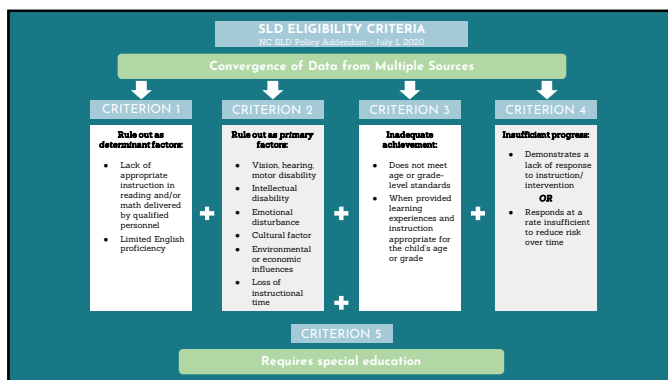 SLD ELIGIBILITY CRITERIA
NC SLD Policy Addendum - July 1, 2020
Convergence of Data from Multiple Sources
CRITERION 1
Rule out as
determinant factors:
● Lack of
appropriate
instruction in
reading and/or
math delivered
by qualified
personnel
● Limited English
proficiency
+
CRITERION 2
Rule out as primary
factors:
● Vision, hearing,
motor disability
● Intellectual
disability
● Emotional
disturbance
● Cultural factor
● Environmental
or economic
influences
● Loss of
instructional
time
+
CRITERION 3
Inadequate
achievement:
● Does not meet
age or grade-
level standards
● When provided
learning
experiences and
instruction
appropriate for
the child's age or
grade
+
CRITERION 4
Insufficient progress:
● Demonstrates a
lack of response
to instruction/
intervention
OR
● Responds at a
rate insufficient
to reduce risk
over time
+
CRITERION 5
Requires special education